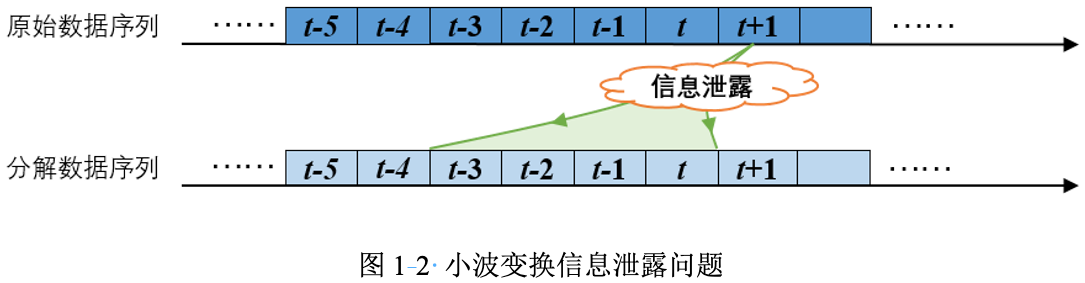 原始数据序列 …… t-5 t-4 t-3 t-2 t-1 t t+1 ……
信息泄露
分解数据序列 …… t-5 t-4 t-3 t-2 t-1 t t+1 ……
图 1-2· 小波变换信息泄露问题